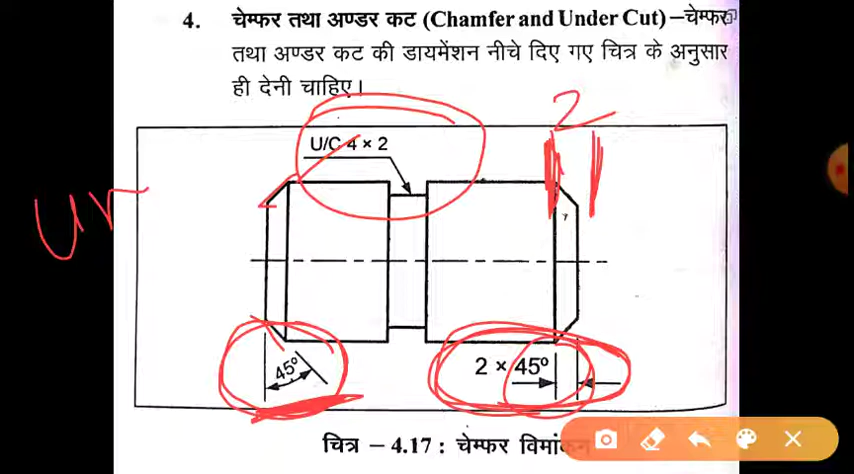 4. चेम्फर तथा अण्डर कट (Chamfer and Under Cut)–चेम्फर
तथा अण्डर कट की डायमेंशन नीचे दिए गए चित्र के अनुसार
ही देनी चाहिए।
2
U/C 4 × 2
45°
2 × 45°
चित्र – 4.17 : चेम्फर